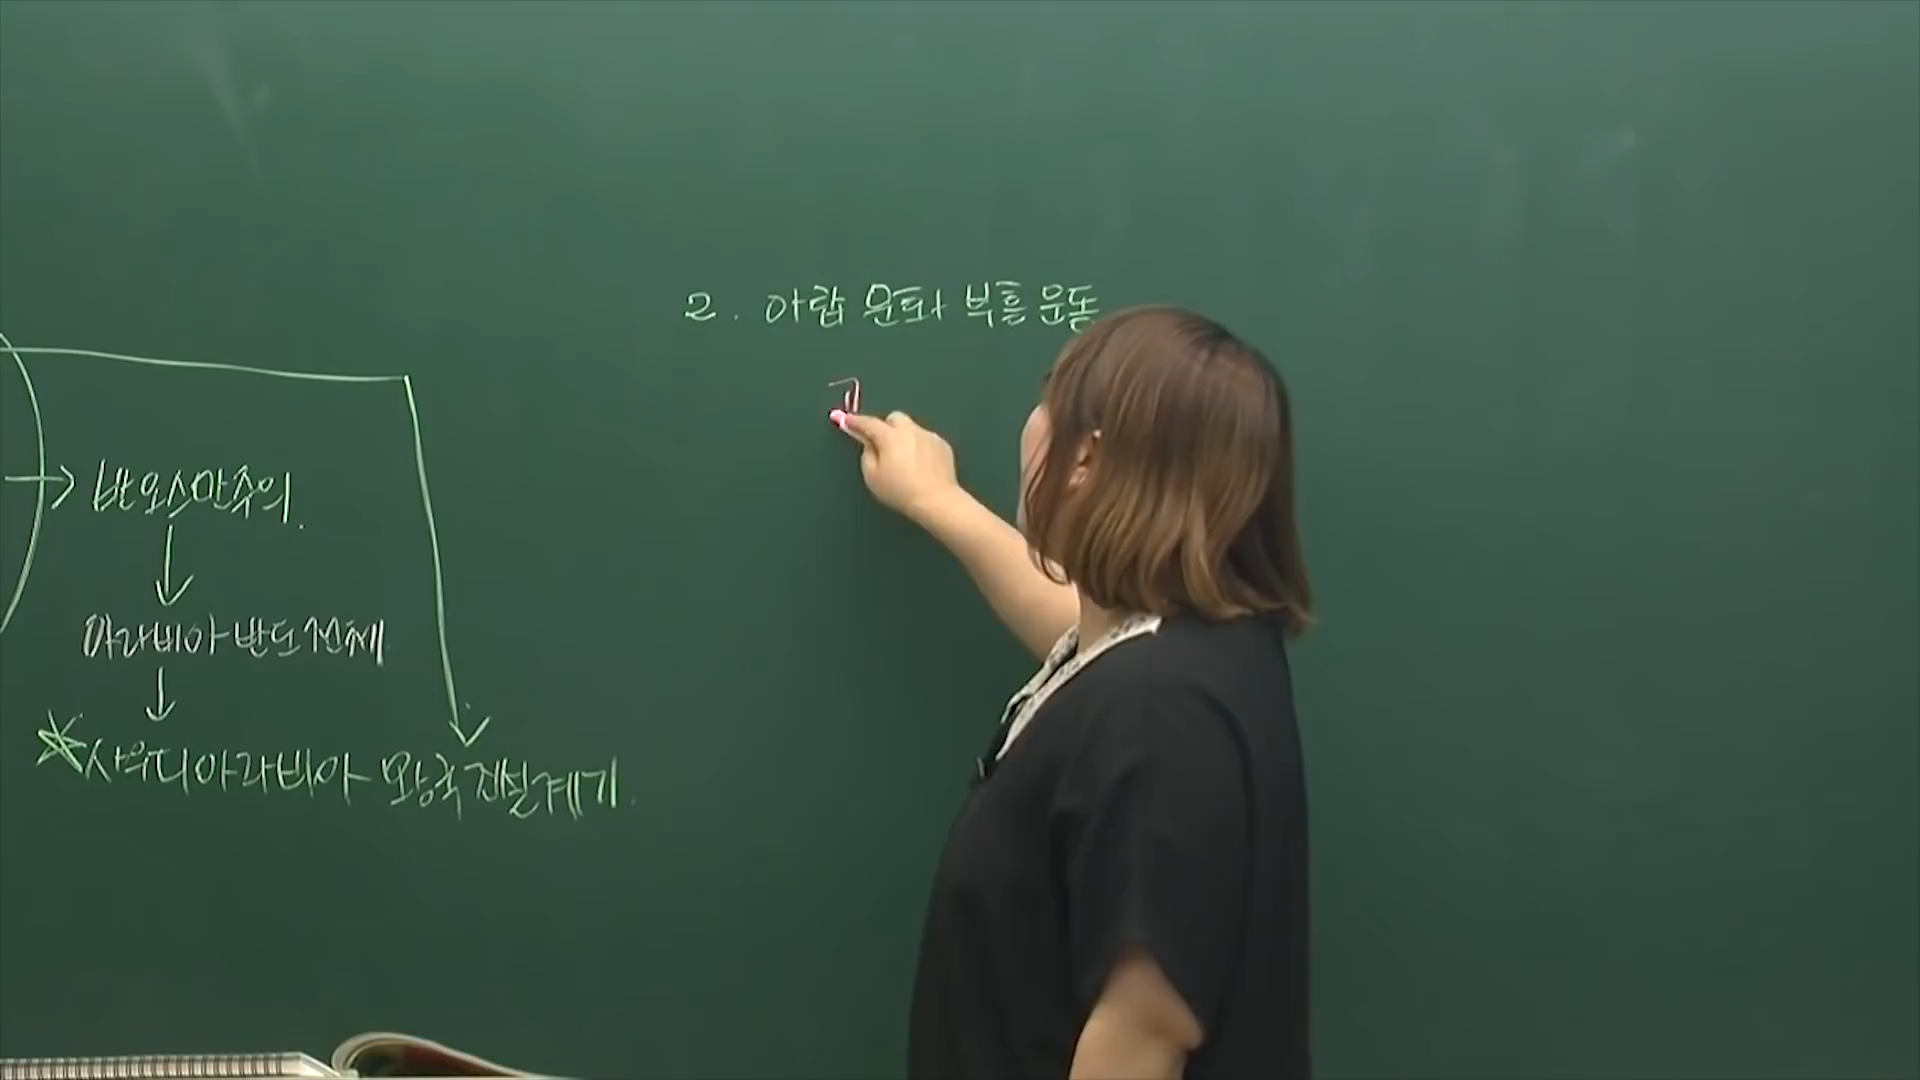 2. 아랍 문화 부흥 운동
→ 반오스만주의.
↓
아라비아 반도 전체
↓
☆사우디아라비아 왕국 건설계기.